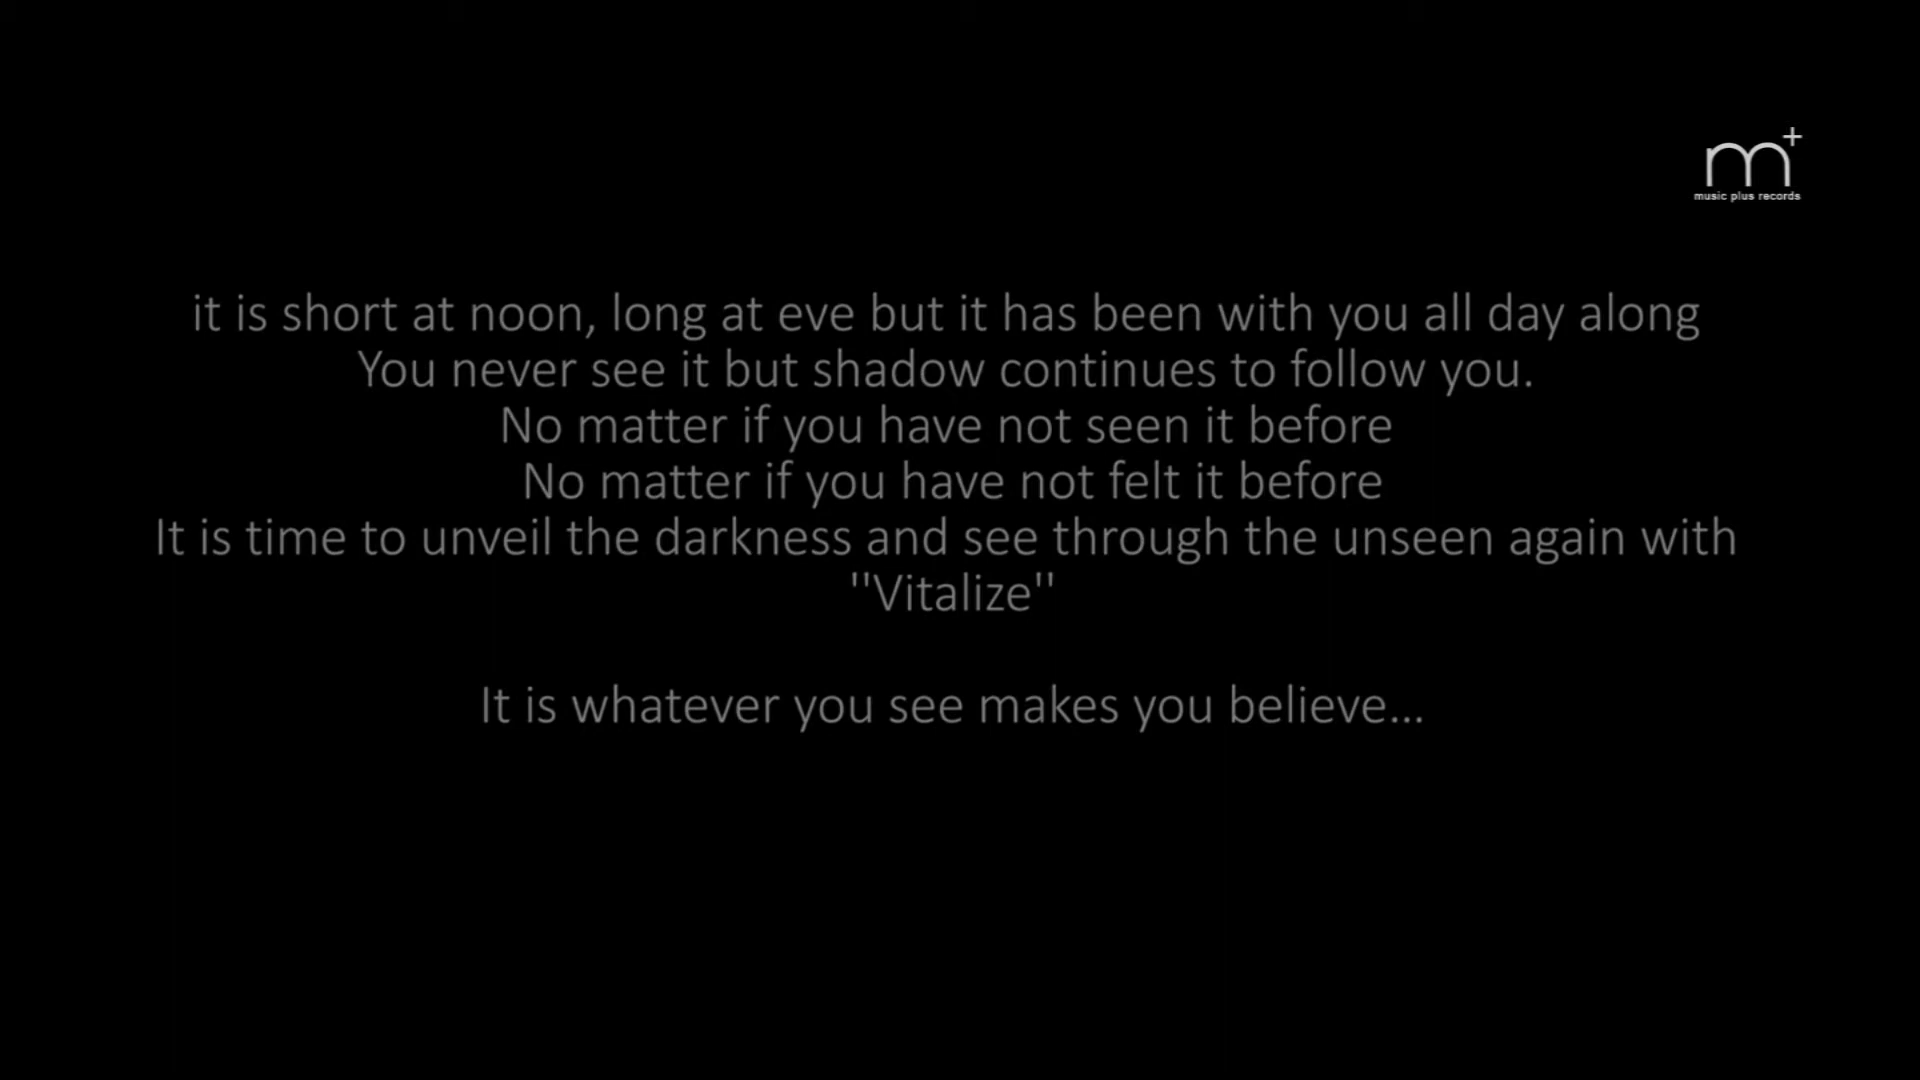 m+
music plus records
it is short at noon, long at eve but it has been with you all day along
You never see it but shadow continues to follow you.
No matter if you have not seen it before
No matter if you have not felt it before
It is time to unveil the darkness and see through the unseen again with
"Vitalize"
It is whatever you see makes you believe...